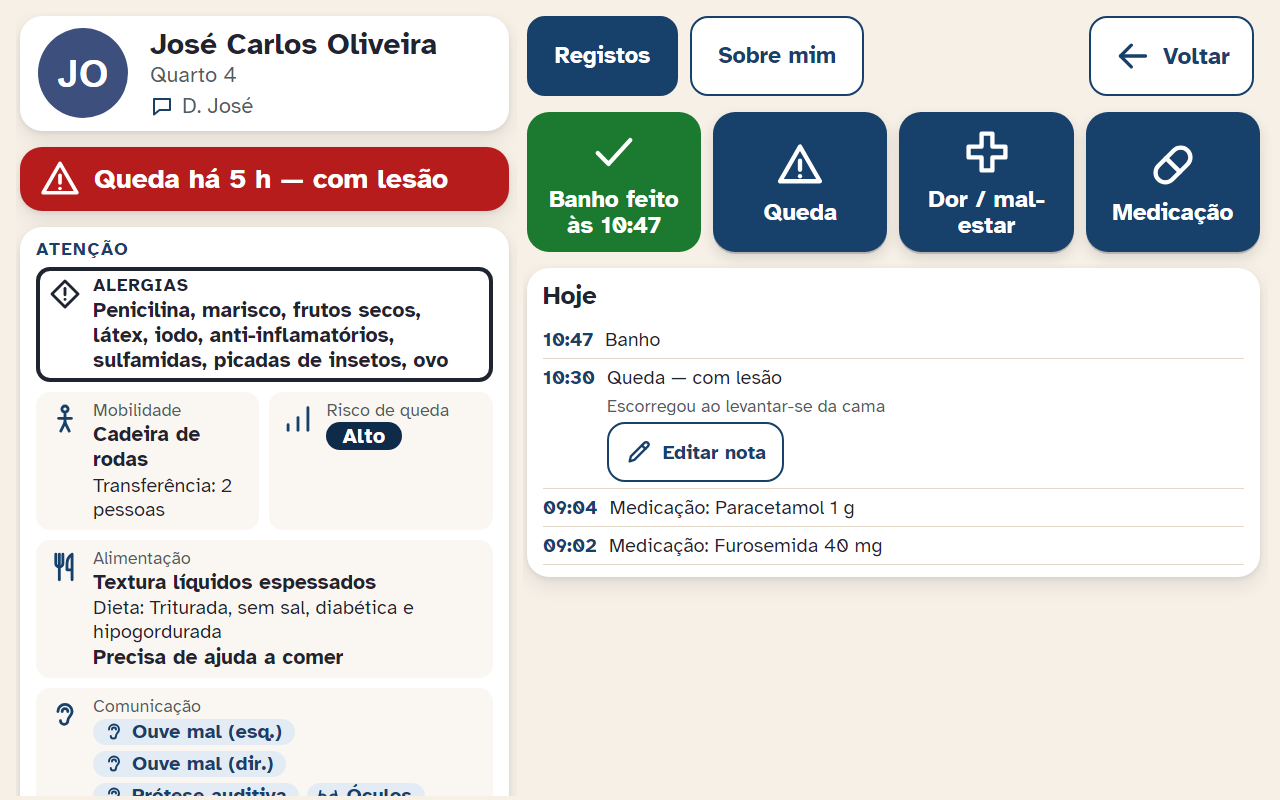 JO
José Carlos Oliveira
Quarto 4
D. José
Queda há 5 h — com lesão
ATENÇÃO
ALERGIAS
Penicilina, marisco, frutos secos,
látex, iodo, anti-inflamatórios,
sulfamidas, picadas de insetos, ovo
Mobilidade
Cadeira de
rodas
Transferência: 2
pessoas
Risco de queda
Alto
Alimentação
Textura líquidos espessados
Dieta: Triturada, sem sal, diabética e
hipogordurada
Precisa de ajuda a comer
Comunicação
Ouve mal (esq.)
Ouve mal (dir.)
Prótese auditiva
Óculos
Registos
Sobre mim
Voltar
Banho feito
às 10:47
Queda
Dor / mal-
estar
Medicação
Hoje
10:47 Banho
10:30 Queda — com lesão
Escorregou ao levantar-se da cama
Editar nota
09:04 Medicação: Paracetamol 1 g
09:02 Medicação: Furosemida 40 mg